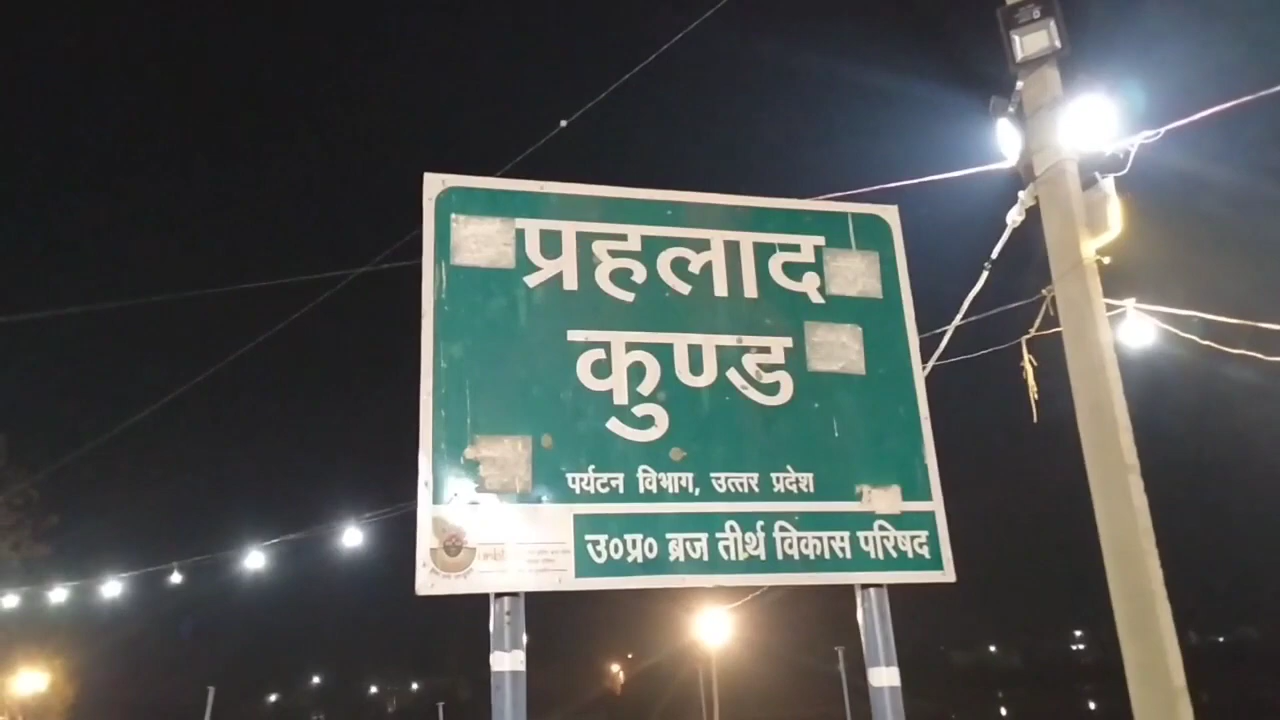 प्रहलाद
कुण्ड
पर्यटन विभाग, उत्तर प्रदेश
उ०प्र० ब्रज तीर्थ विकास परिषद